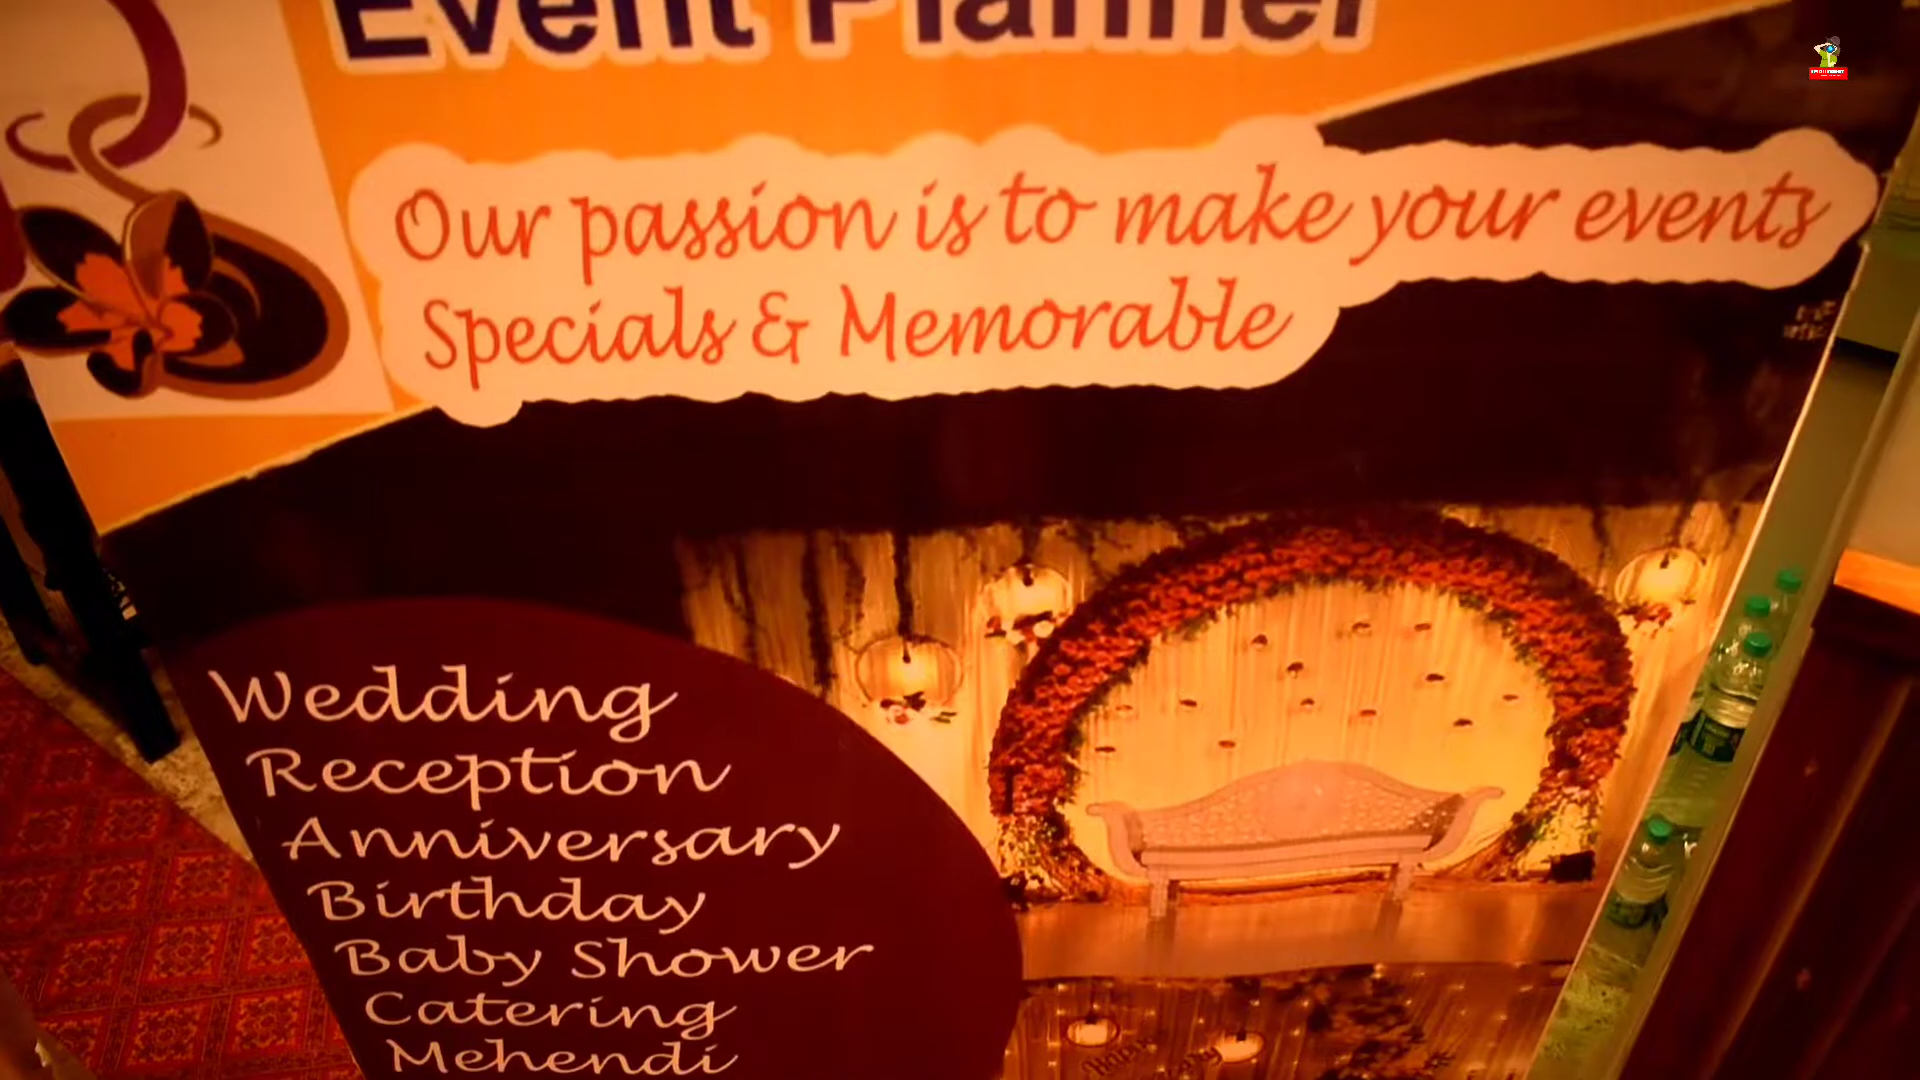 Event Planner
Our passion is to make your events
Specials & Memorable
Wedding
Reception
Anniversary
Birthday
Baby Shower
Catering
Mehendi